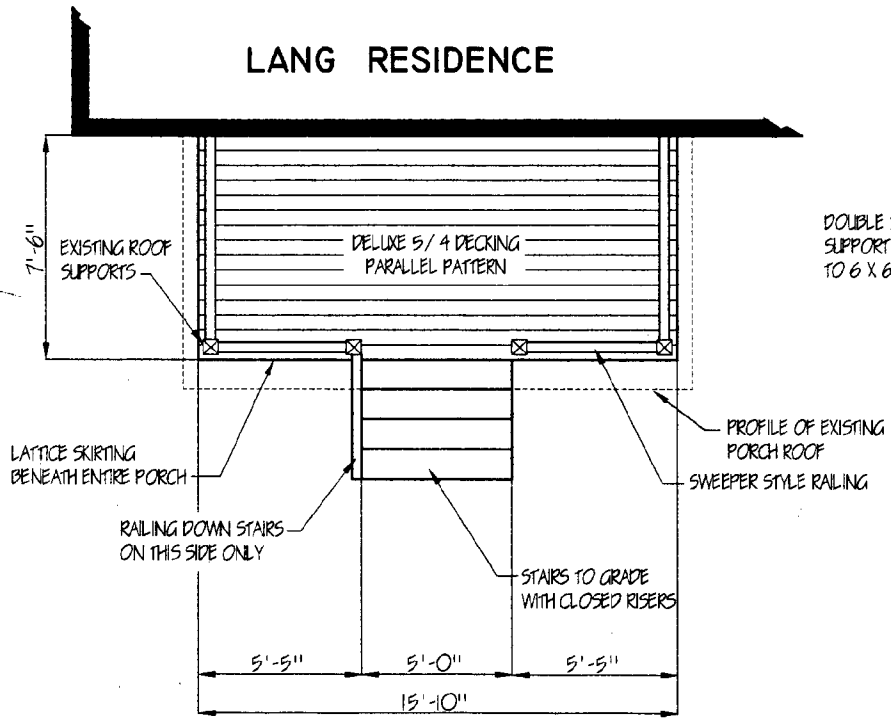 LANG RESIDENCE
7'-6"
EXISTING ROOF
SUPPORTS
DELUXE 5/4 DECKING
PARALLEL PATTERN
DOUBLE
SUPPORT
TO 6 X 6
LATTICE SKIRTING
BENEATH ENTIRE PORCH
PROFILE OF EXISTING
PORCH ROOF
SWEEPER STYLE RAILING
RAILING DOWN STAIRS
ON THIS SIDE ONLY
STAIRS TO GRADE
WITH CLOSED RISERS
5'-5" 5'-0" 5'-5"
15'-10"